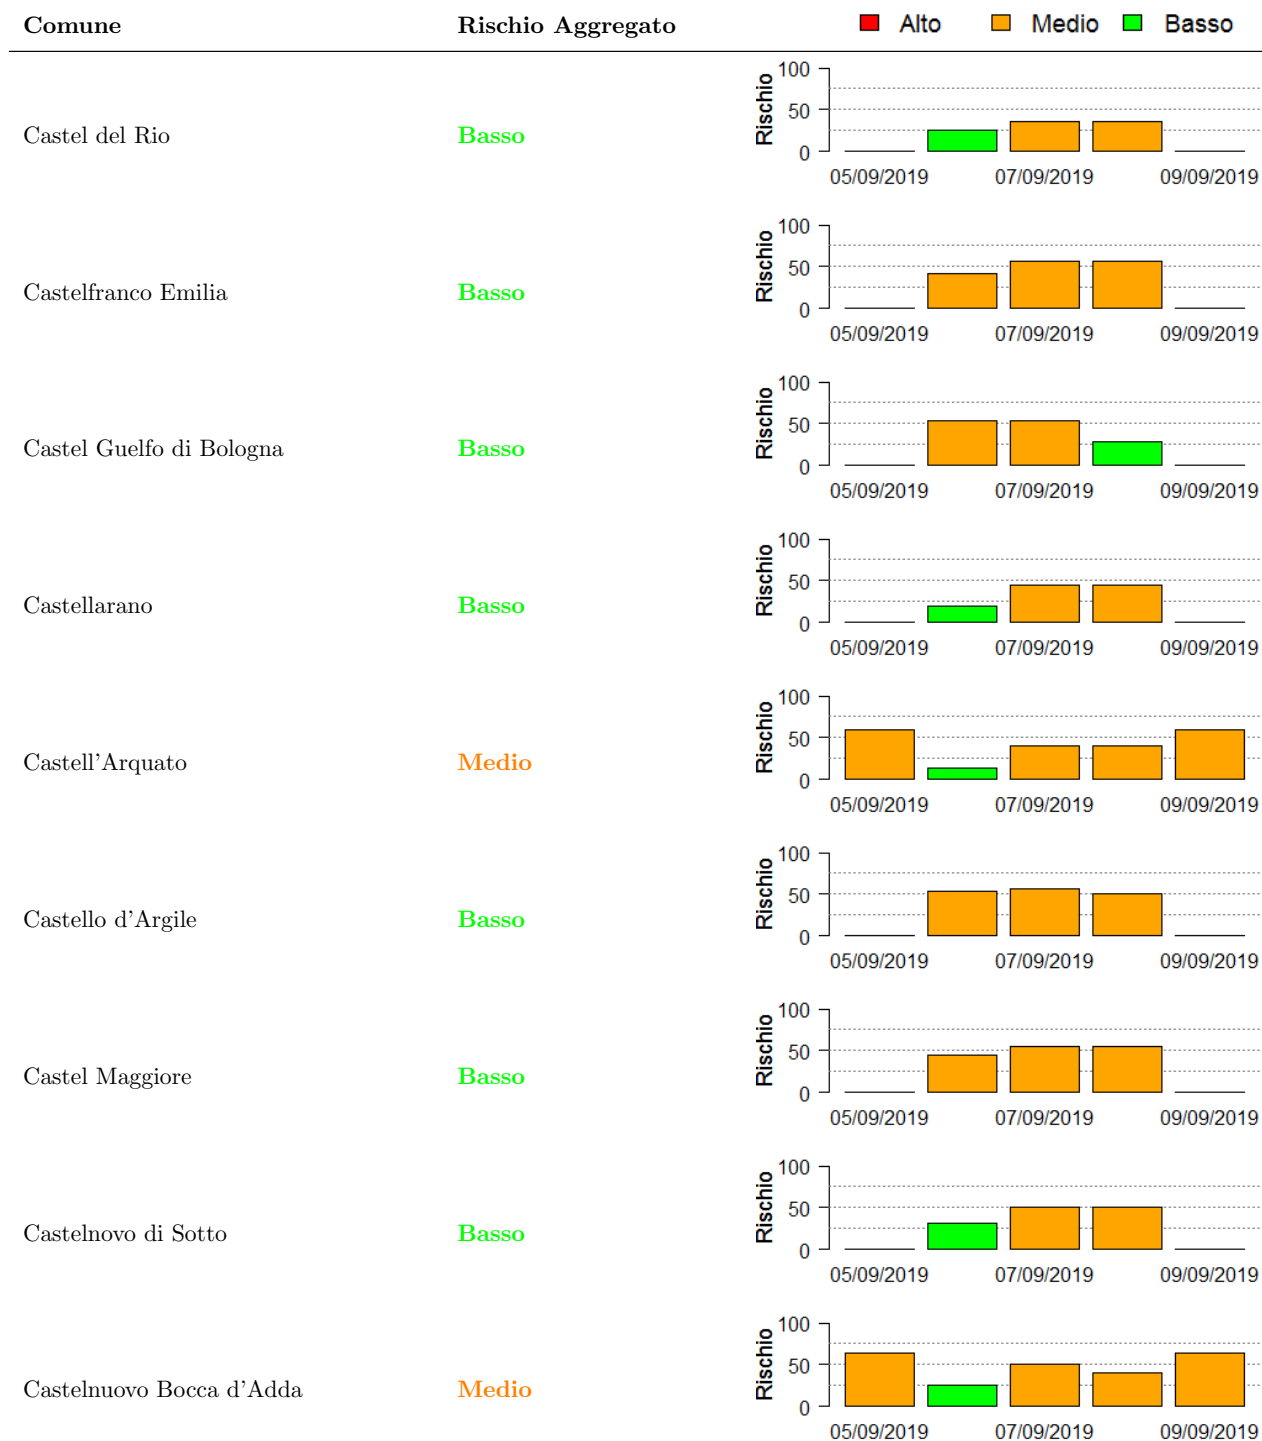 Comune Rischio Aggregato Alto Medio Basso
100
50
0
Rischio
Castel del Rio Basso
05/09/2019 07/09/2019 09/09/2019
100
50
0
Rischio
Castelfranco Emilia Basso
05/09/2019 07/09/2019 09/09/2019
100
50
0
Rischio
Castel Guelfo di Bologna Basso
05/09/2019 07/09/2019 09/09/2019
100
50
0
Rischio
Castellarano Basso
05/09/2019 07/09/2019 09/09/2019
100
50
0
Rischio
Castell'Arquato Medio
05/09/2019 07/09/2019 09/09/2019
100
50
0
Rischio
Castello d'Argile Basso
05/09/2019 07/09/2019 09/09/2019
100
50
0
Rischio
Castel Maggiore Basso
05/09/2019 07/09/2019 09/09/2019
100
50
0
Rischio
Castelnovo di Sotto Basso
05/09/2019 07/09/2019 09/09/2019
100
50
0
Rischio
Castelnuovo Bocca d'Adda Medio
05/09/2019 07/09/2019 09/09/2019